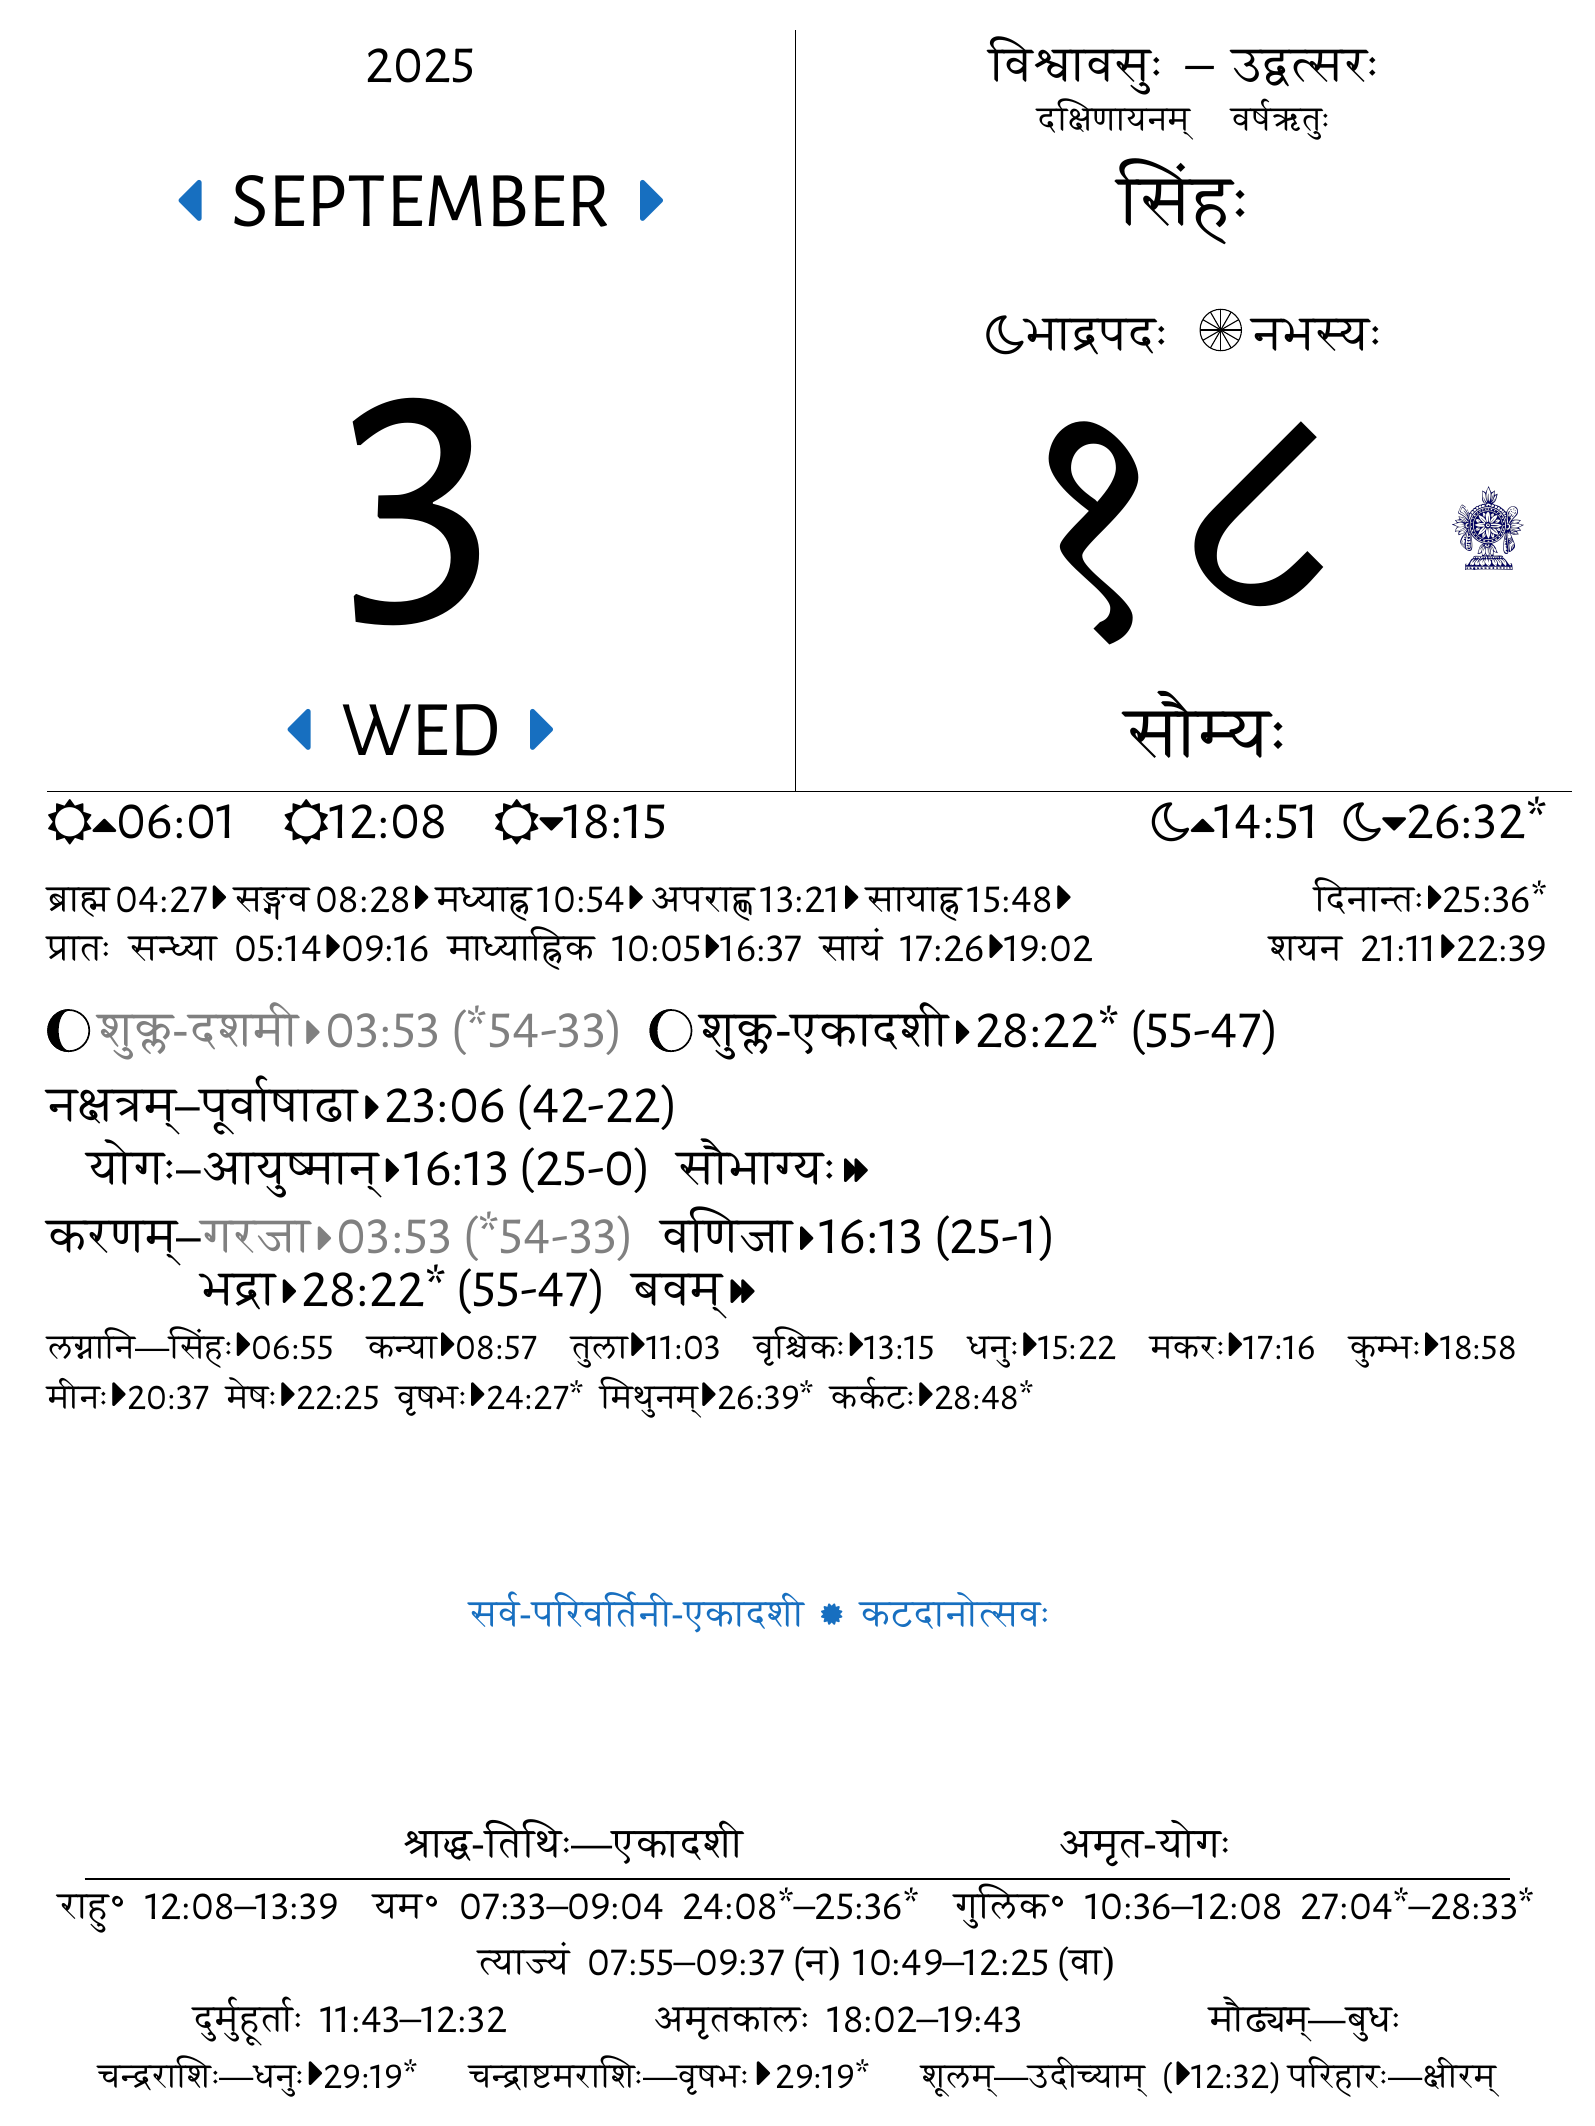 2025
◀ SEPTEMBER ▶
3
◀ WED ▶
विश्वावसुः – उद्वत्सरः
दक्षिणायनम् वर्षऋतुः
सिंहः
भाद्रपदः नभस्यः
१८
सौम्यः
06:01 12:08 18:15 14:51 26:32*
ब्राह्म 04:27 सङ्गव 08:28 मध्याह्न 10:54 अपराह्ण 13:21 सायाह्न 15:48 दिनान्तः 25:36*
प्रातः सन्ध्या 05:14 09:16 माध्याह्निक 10:05 16:37 सायं 17:26 19:02 शयन 21:11 22:39
शुक्ल-दशमी 03:53 (*54-33) शुक्ल-एकादशी 28:22* (55-47)
नक्षत्रम्–पूर्वाषाढा 23:06 (42-22)
योगः–आयुष्मान् 16:13 (25-0) सौभाग्यः
करणम्–गरजा 03:53 (*54-33) वणिजा 16:13 (25-1)
भद्रा 28:22* (55-47) बवम्
लग्नानि—सिंहः 06:55 कन्या 08:57 तुला 11:03 वृश्चिकः 13:15 धनुः 15:22 मकरः 17:16 कुम्भः 18:58
मीनः 20:37 मेषः 22:25 वृषभः 24:27* मिथुनम् 26:39* कर्कटः 28:48*
सर्व-परिवर्तिनी-एकादशी कटदानोत्सवः
श्राद्ध-तिथिः—एकादशी अमृत-योगः
राहु॰ 12:08–13:39 यम॰ 07:33–09:04 24:08*–25:36* गुलिक॰ 10:36–12:08 27:04*–28:33*
त्याज्यं 07:55–09:37 (न) 10:49–12:25 (वा)
दुर्मुहूर्ताः 11:43–12:32 अमृतकालः 18:02–19:43 मौढ्यम्—बुधः
चन्द्रराशिः—धनुः 29:19* चन्द्राष्टमराशिः—वृषभः 29:19* शूलम्—उदीच्याम् (12:32) परिहारः—क्षीरम्